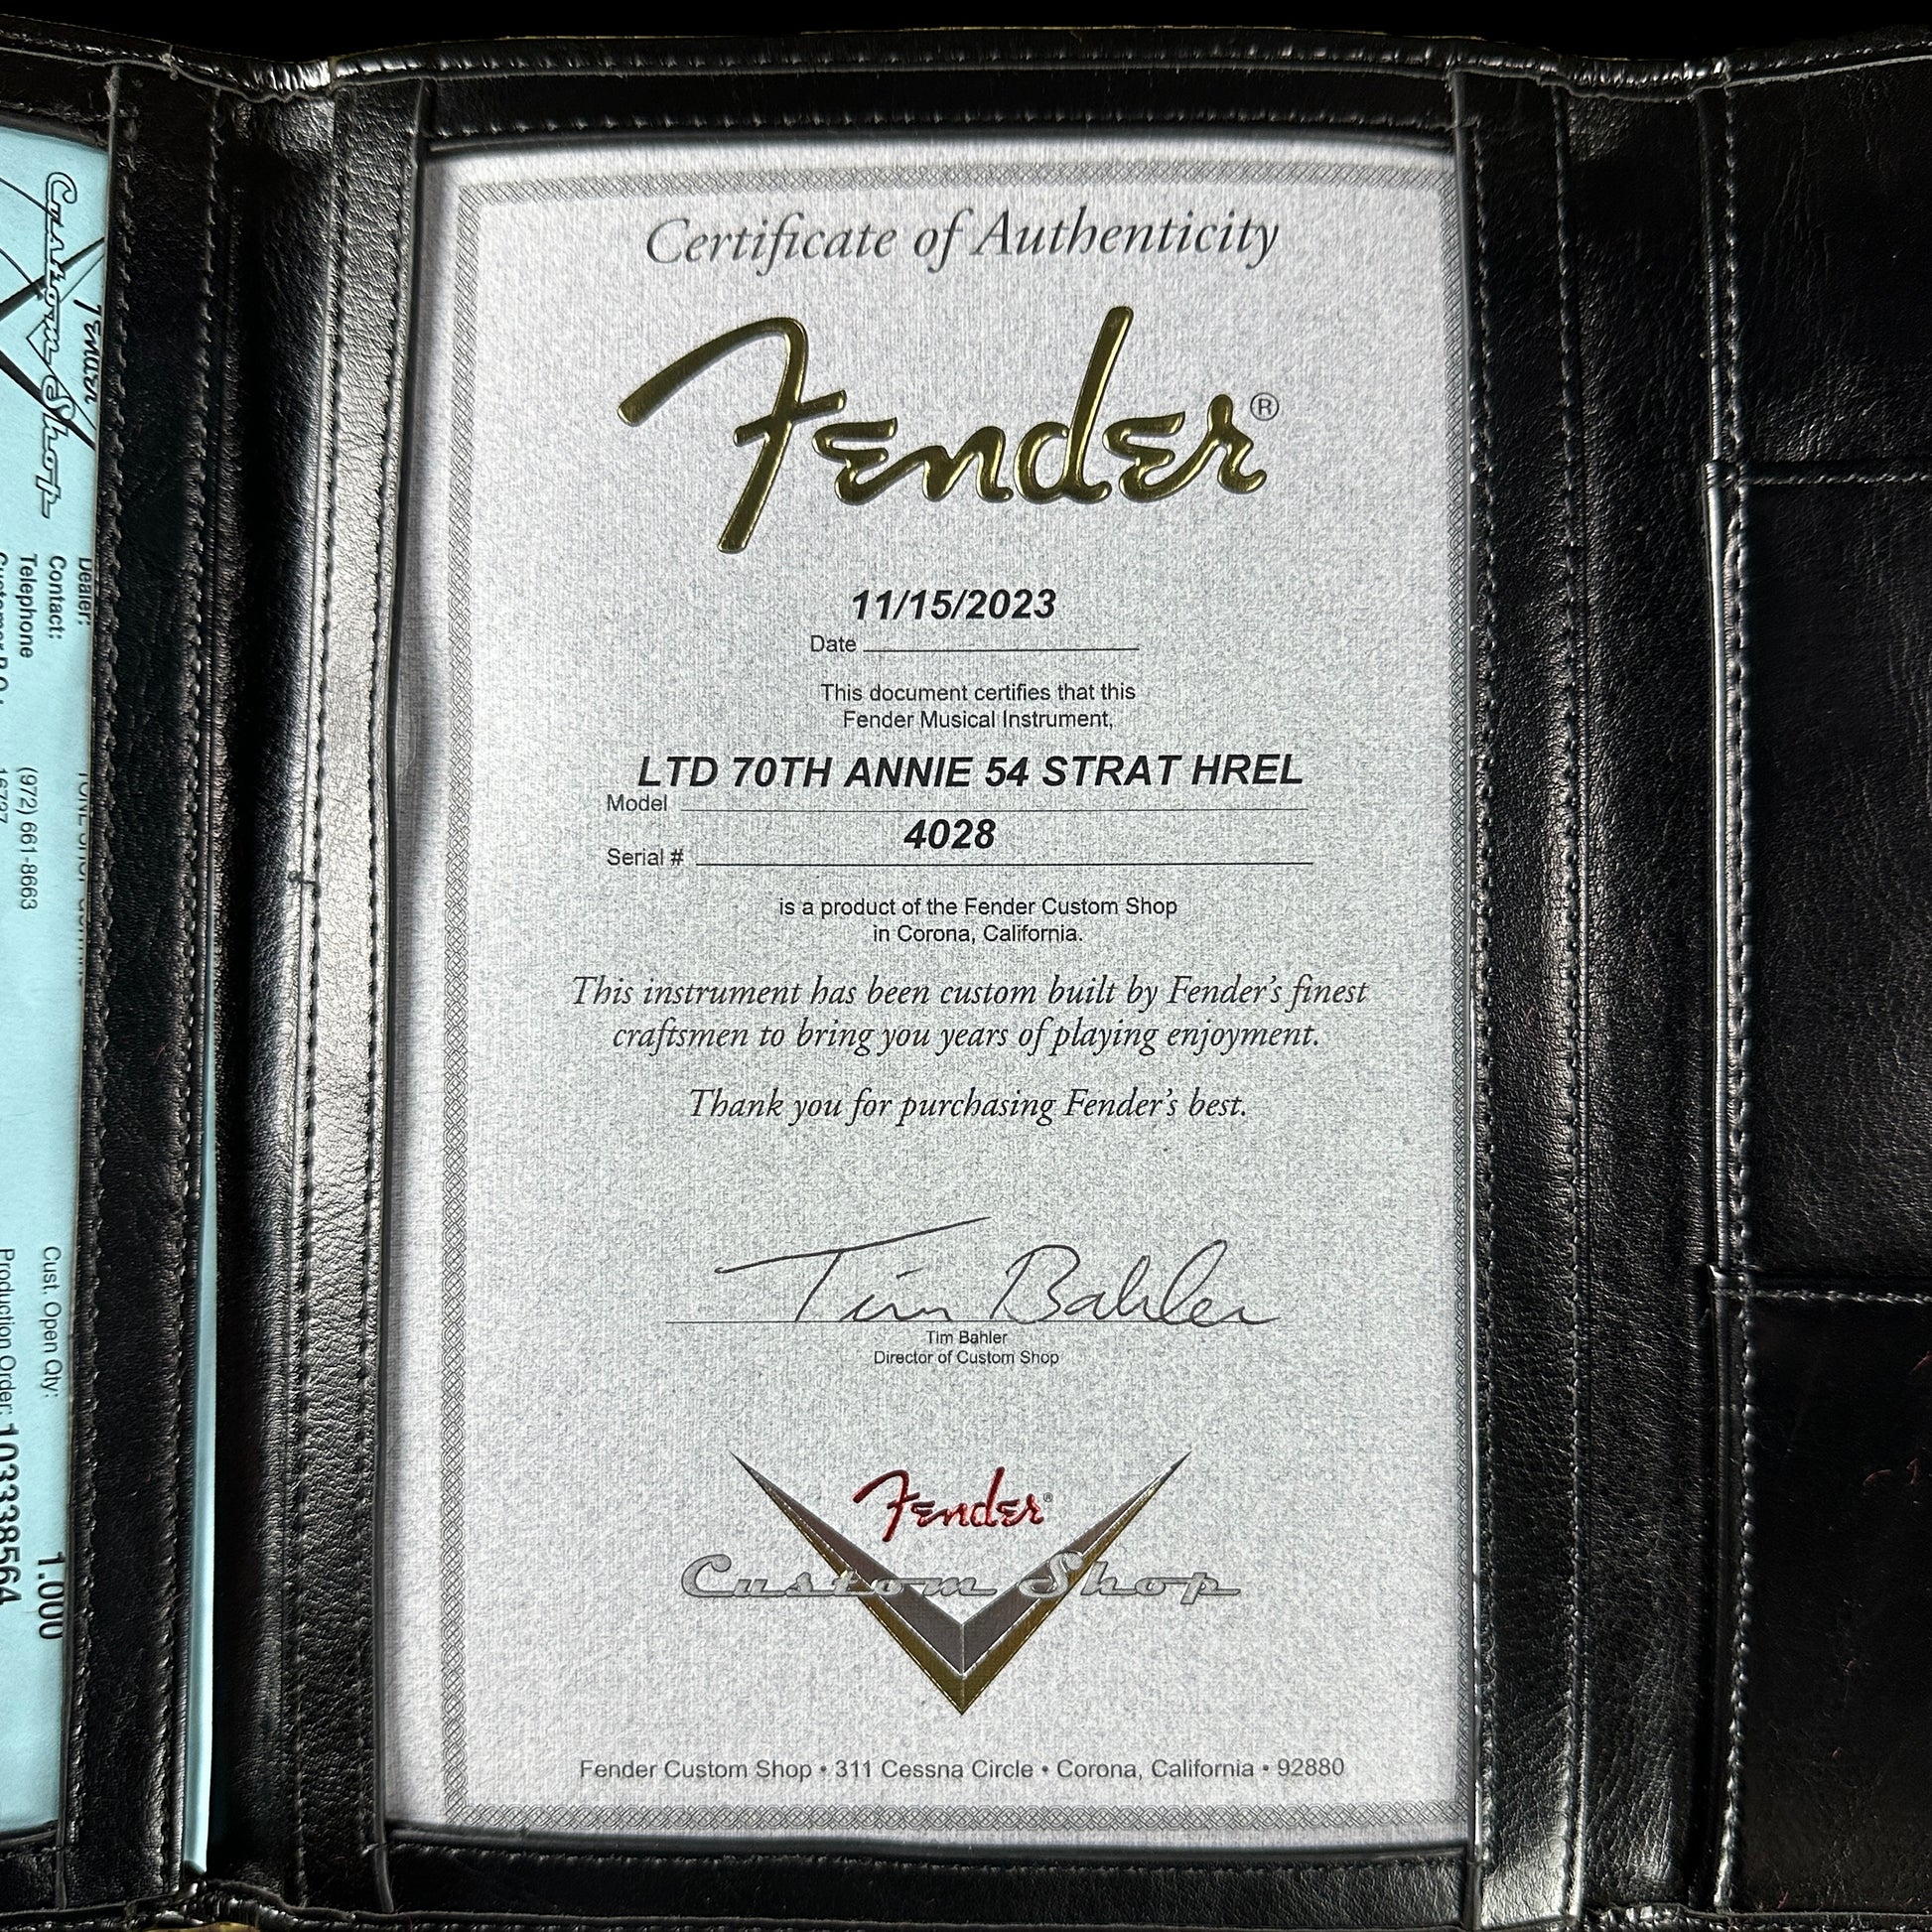 Certificate of Authenticity
Fender®
11/15/2023
Date
This document certifies that this
Fender Musical Instrument,
LTD 70TH ANNIE 54 STRAT HREL
Model
4028
Serial #
is a product of the Fender Custom Shop
in Corona, California.
This instrument has been custom built by Fender's finest
craftsmen to bring you years of playing enjoyment.
Thank you for purchasing Fender's best.
Tim Bahler
Tim Bahler
Director of Custom Shop
Fender®
Custom Shop
Fender Custom Shop • 311 Cessna Circle • Corona, California • 92880
Fender
Custom Shop
Dealer:
Contact:
Telephone (972) 661-8663
Cust. Open Qty: 1.000
Production Order: 103338564